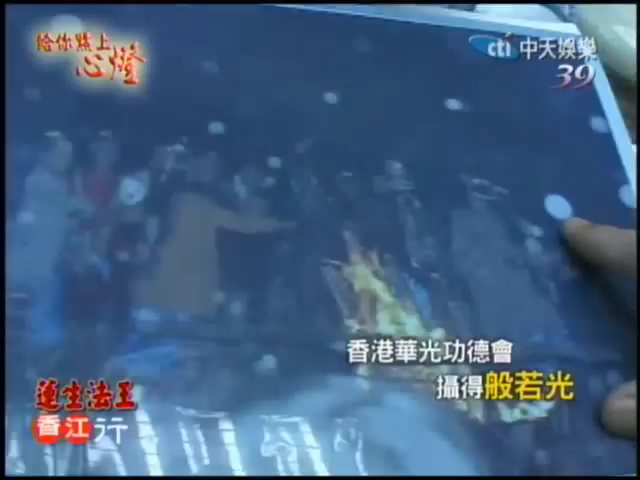 給你點上
心燈
cti 中天娛樂
39
香港華光功德會
攝得般若光
蓮生法王
香江行